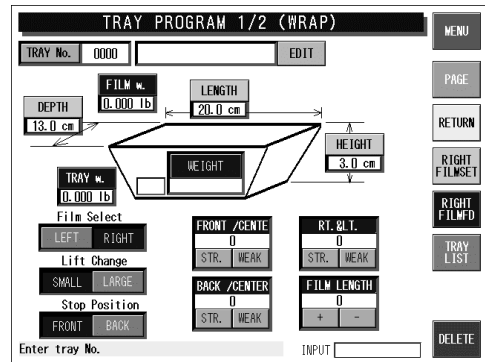 TRAY PROGRAM 1/2 (WRAP)
MENU
TRAY No. 0000 EDIT
FILM w.
0.000 lb
LENGTH
20.0 cm
PAGE
DEPTH
13.0 cm
RETURN
HEIGHT
3.0 cm
WEIGHT
RIGHT
FILMSET
TRAY w.
0.000 lb
RIGHT
FILMFD
Film Select
LEFT RIGHT
FRONT /CENTE
0
STR. WEAK
RT.&LT.
0
STR. WEAK
TRAY
LIST
Lift Change
SMALL LARGE
BACK /CENTER
0
STR. WEAK
FILM LENGTH
0
+ -
Stop Position
FRONT BACK
DELETE
Enter tray No.
INPUT